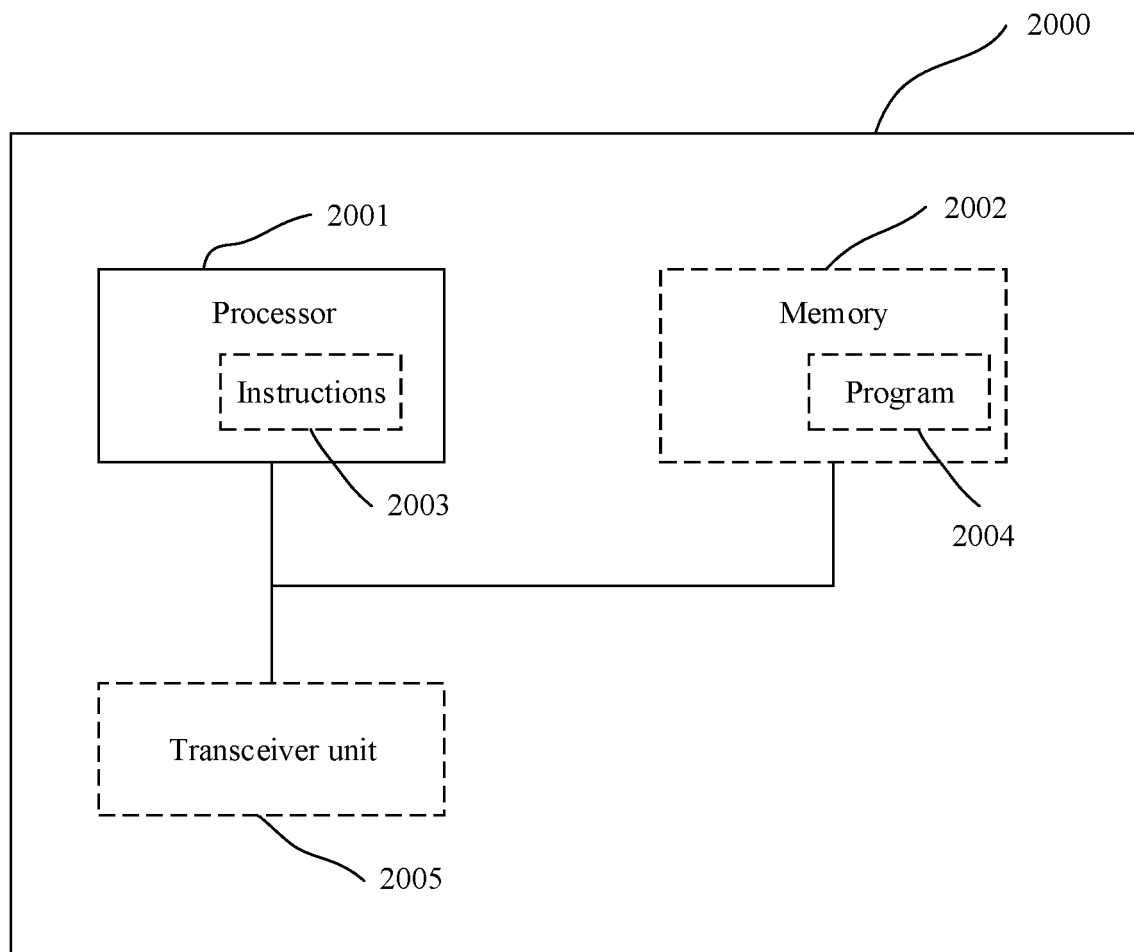 2000
2001
2002
Processor
Memory
Instructions
Program
2003
2004
Transceiver unit
2005